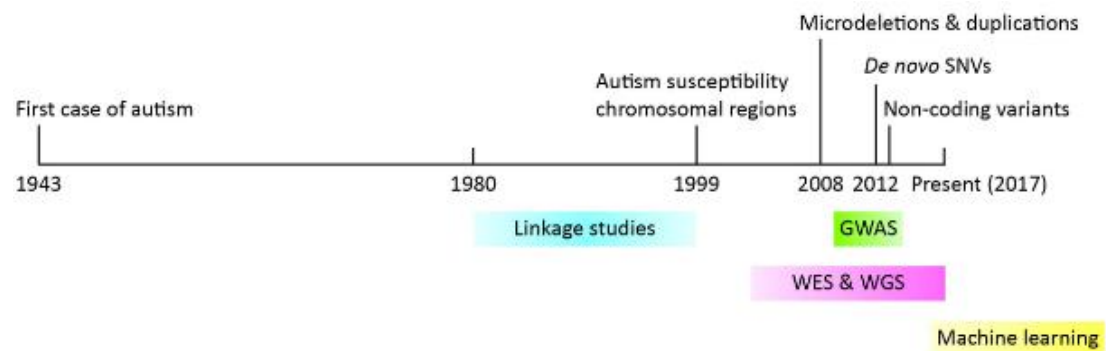 Microdeletions & duplications
De novo SNVs
Autism susceptibility
chromosomal regions
First case of autism
Non-coding variants
1943
1980
1999
2008
2012
Present (2017)
Linkage studies
GWAS
WES & WGS
Machine learning